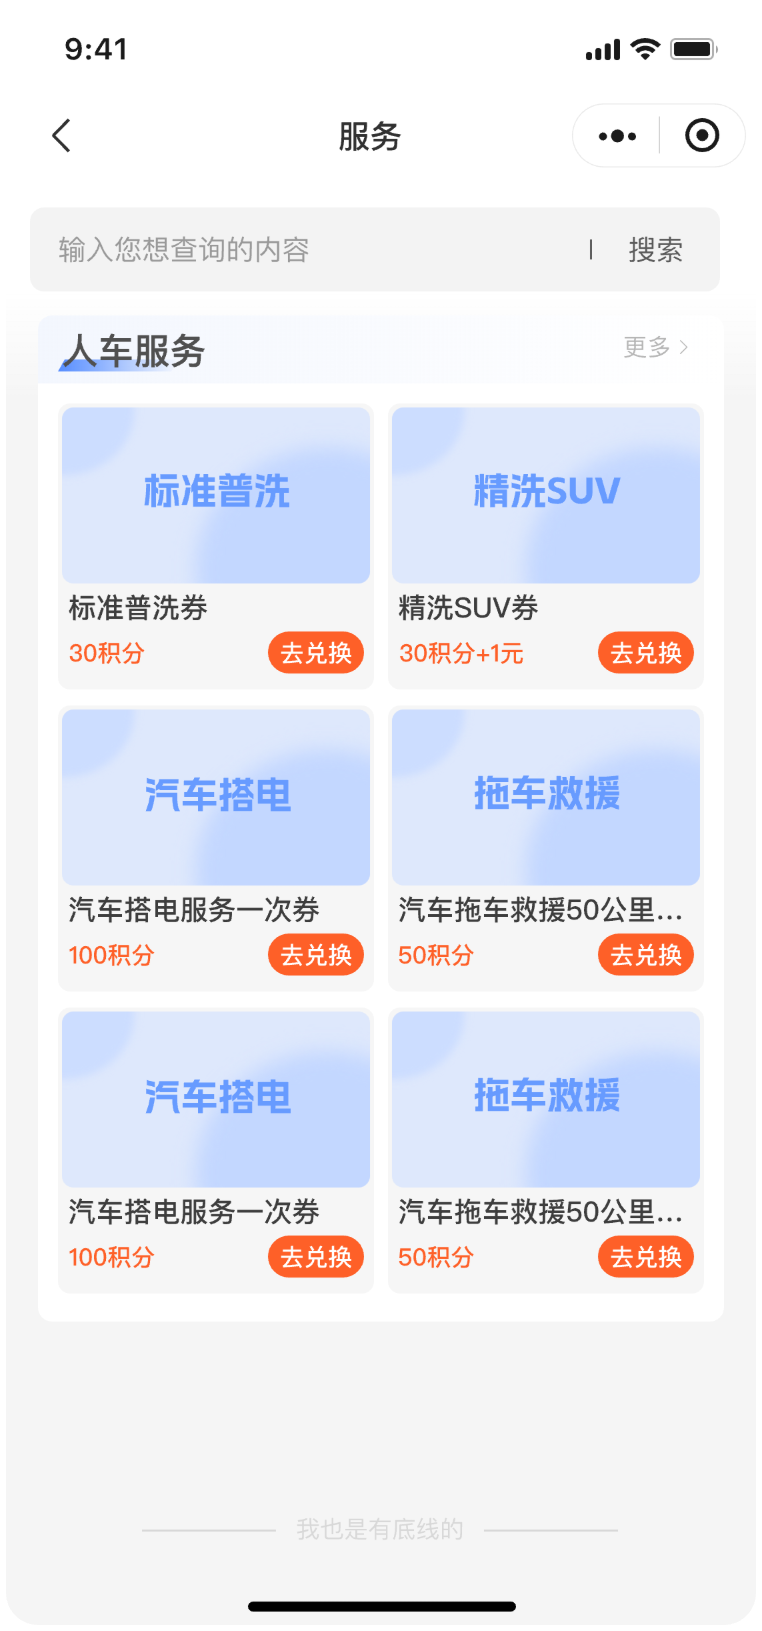 9:41
服务
输入您想查询的内容
搜索
人车服务
更多
标准普洗
精洗SUV
标准普洗券
精洗SUV券
30积分
去兑换
30积分+1元
去兑换
汽车搭电
拖车救援
汽车搭电服务一次券
汽车拖车救援50公里...
100积分
去兑换
50积分
去兑换
汽车搭电
拖车救援
汽车搭电服务一次券
汽车拖车救援50公里...
100积分
去兑换
50积分
去兑换
我也是有底线的